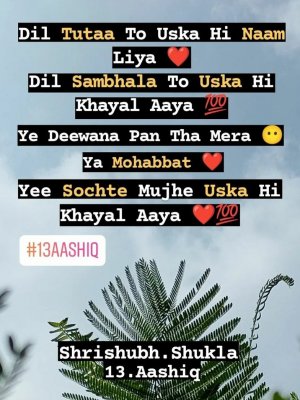 Dil Tutaa To Uska Hi Naam
Liya ❤️
Dil Sambhala To Uska Hi
Khayal Aaya 💯
Ye Deewana Pan Tha Mera 😶
Ya Mohabbat ❤️
Yee Sochte Mujhe Uska Hi
Khayal Aaya ❤️💯
#13AASHIQ
Shrishubh.Shukla
13.Aashiq